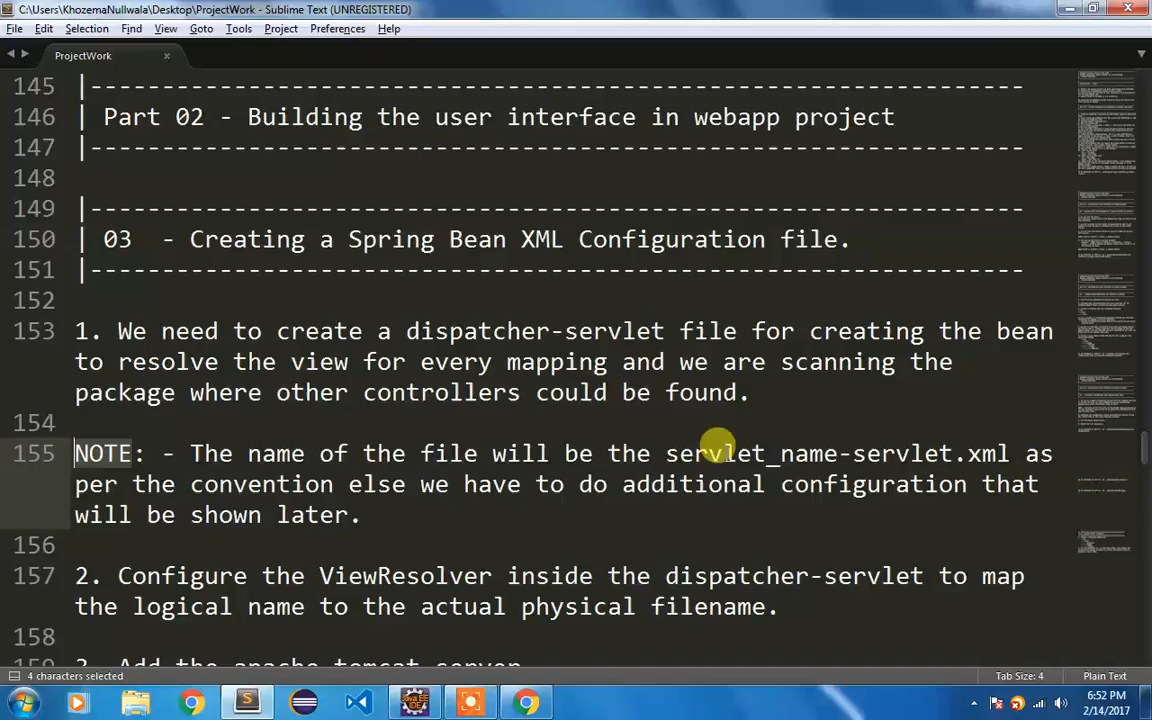 C:\Users\KhozemaNullwala\Desktop\ProjectWork - Sublime Text (UNREGISTERED)
File Edit Selection Find View Goto Tools Project Preferences Help
ProjectWork ×
145 |-----------------------------------------------------------------
146 | Part 02 - Building the user interface in webapp project
147 |-----------------------------------------------------------------
148
149 |-----------------------------------------------------------------
150 | 03  - Creating a Spring Bean XML Configuration file.
151 |-----------------------------------------------------------------
152
153 1. We need to create a dispatcher-servlet file for creating the bean
to resolve the view for every mapping and we are scanning the
package where other controllers could be found.
154
155 NOTE: - The name of the file will be the servlet_name-servlet.xml as
per the convention else we have to do additional configuration that
will be shown later.
156
157 2. Configure the ViewResolver inside the dispatcher-servlet to map
the logical name to the actual physical filename.
158
159 3. Add the apache tomcat server
4 characters selected Tab Size: 4 Plain Text
6:52 PM
2/14/2017